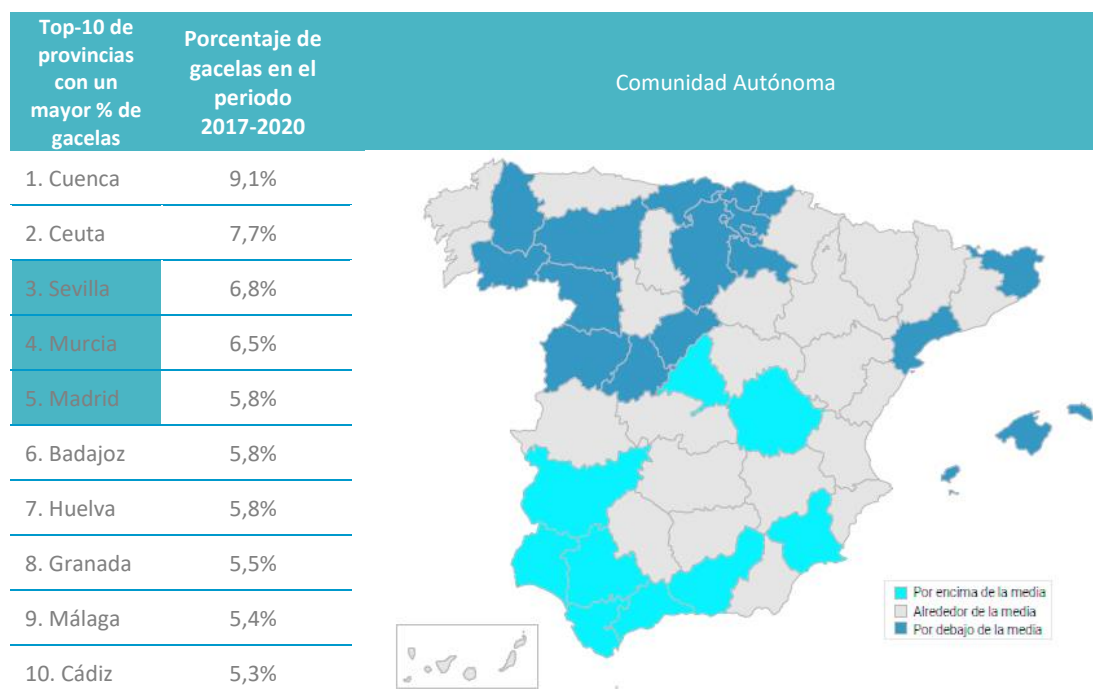 Top-10 de
provincias
con un
mayor % de
gacelas
Porcentaje de
gacelas en el
periodo
2017-2020
Comunidad Autónoma
1. Cuenca 9,1%
2. Ceuta 7,7%
3. Sevilla 6,8%
4. Murcia 6,5%
5. Madrid 5,8%
6. Badajoz 5,8%
7. Huelva 5,8%
8. Granada 5,5%
9. Málaga 5,4%
10. Cádiz 5,3%
Por encima de la media
Alrededor de la media
Por debajo de la media